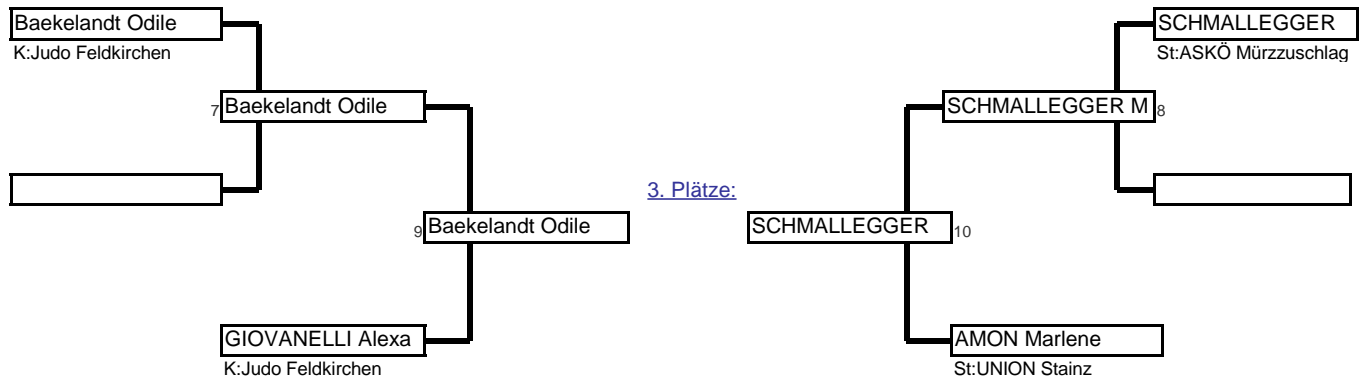 Baekelandt Odile
K:Judo Feldkirchen
SCHMALLEGGER
St:ASKÖ Mürzzuschlag
7 Baekelandt Odile
SCHMALLEGGER M 8
3. Plätze:
9 Baekelandt Odile
SCHMALLEGGER 10
GIOVANELLI Alexa
K:Judo Feldkirchen
AMON Marlene
St:UNION Stainz